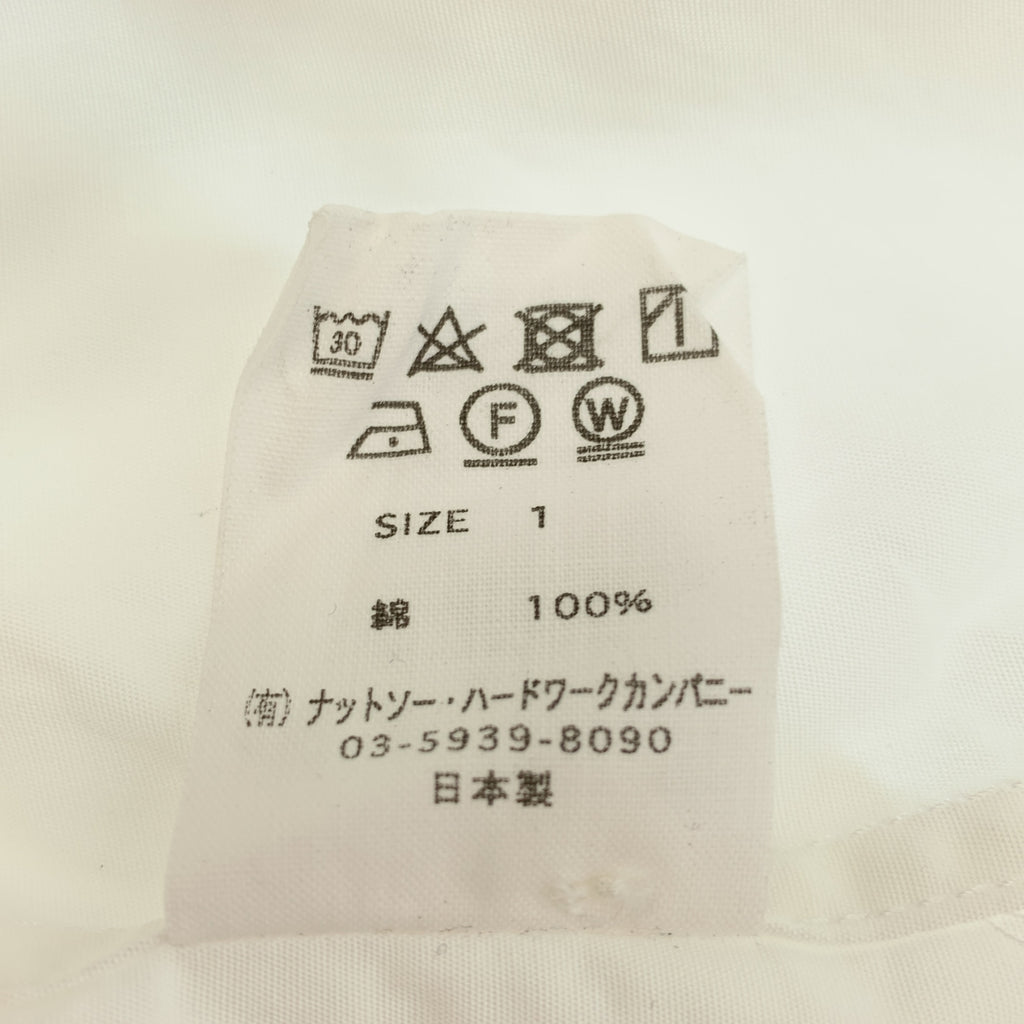 30
F W
SIZE 1
綿 100%
(有) ナットソー・ハードワークカンパニー
03-5939-8090
日本製